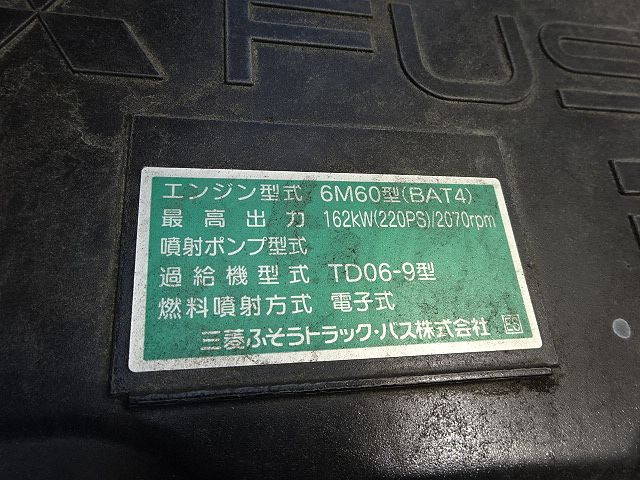 FUS
エンジン型式 6M60型(BAT4)
最高出力 162kW(220PS)/2070rpm
噴射ポンプ型式
過給機型式 TD06-9型
燃料噴射方式 電子式
三菱ふそうトラック・バス株式会社